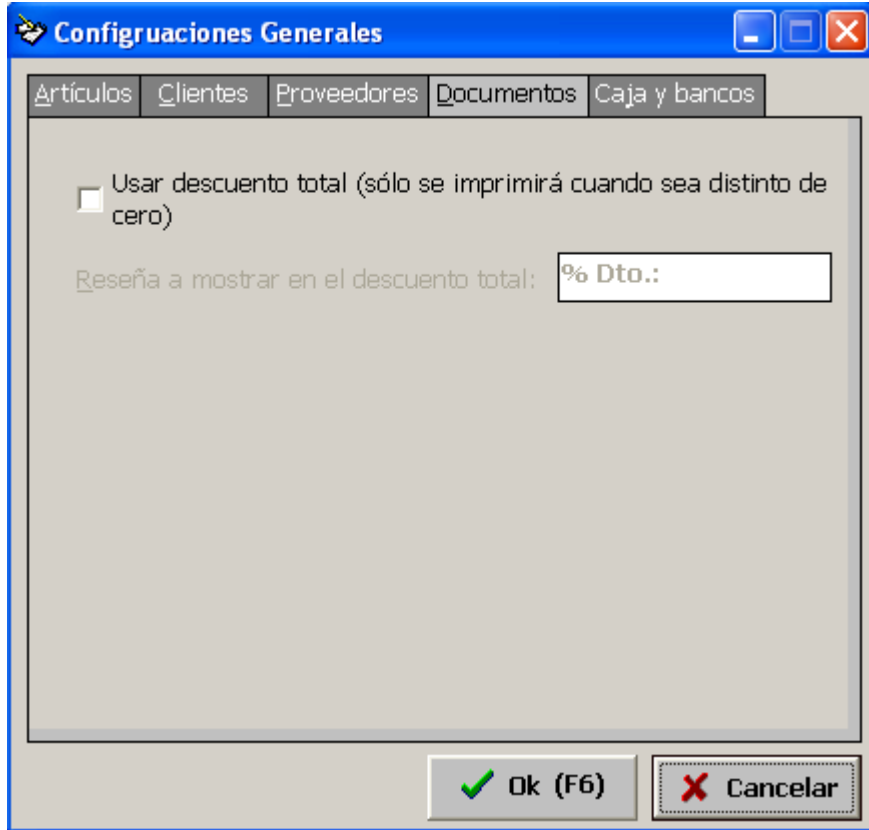 Configruaciones Generales
Artículos Clientes Proveedores Documentos Caja y bancos
Usar descuento total (sólo se imprimirá cuando sea distinto de
cero)
Reseña a mostrar en el descuento total: % Dto.:
Ok (F6) Cancelar